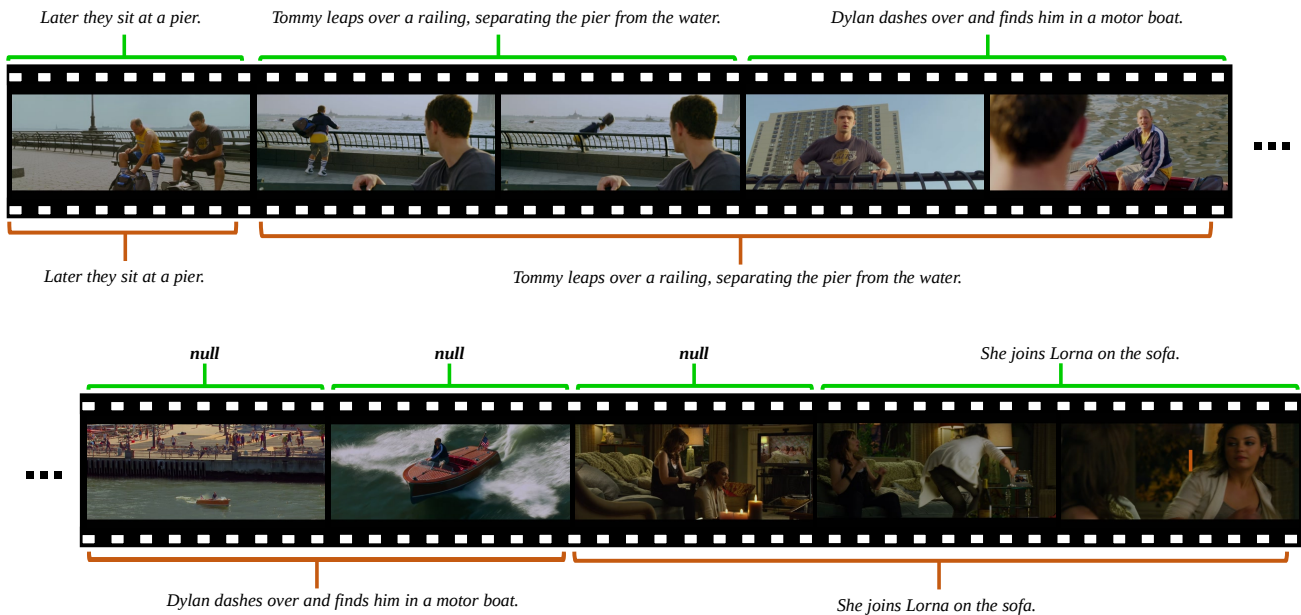 Later they sit at a pier.
Tommy leaps over a railing, separating the pier from the water.
Dylan dashes over and finds him in a motor boat.
Later they sit at a pier.
Tommy leaps over a railing, separating the pier from the water.
null
null
null
She joins Lorna on the sofa.
Dylan dashes over and finds him in a motor boat.
She joins Lorna on the sofa.